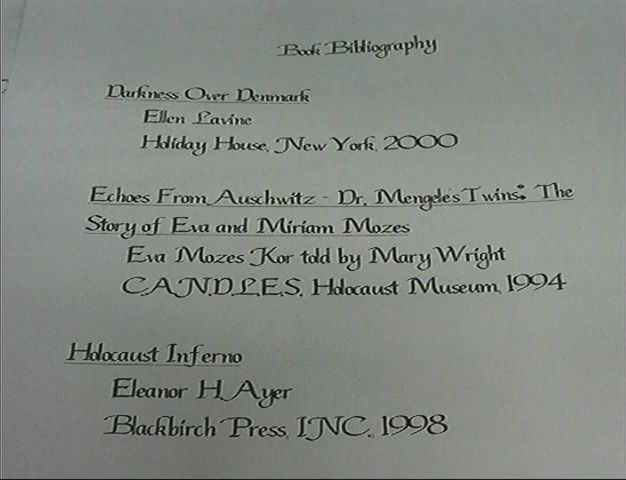 Book Bibliography
Darkness Over Denmark
Ellen Lavine
Holiday House, New York, 2000
Echoes From Auschwitz - Dr. Mengele's Twins: The
Story of Eva and Miriam Mozes
Eva Mozes Kor told by Mary Wright
C.A.N.D.L.E.S. Holocaust Museum, 1994
Holocaust Inferno
Eleanor H. Ayer
Blackbirch Press, INC., 1998